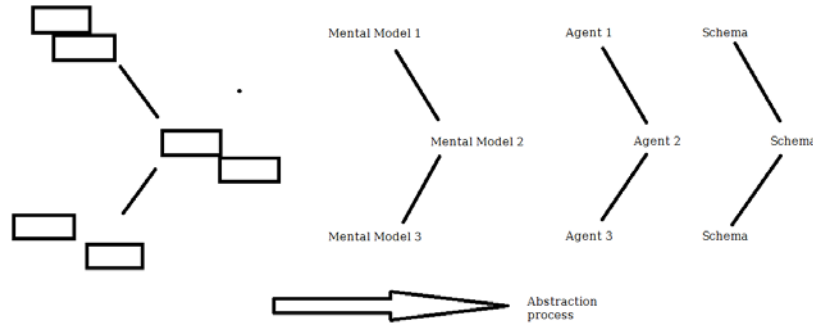 Mental Model 1
Agent 1
Schema
Mental Model 2
Agent 2
Schema
Mental Model 3
Agent 3
Schema
Abstraction
process